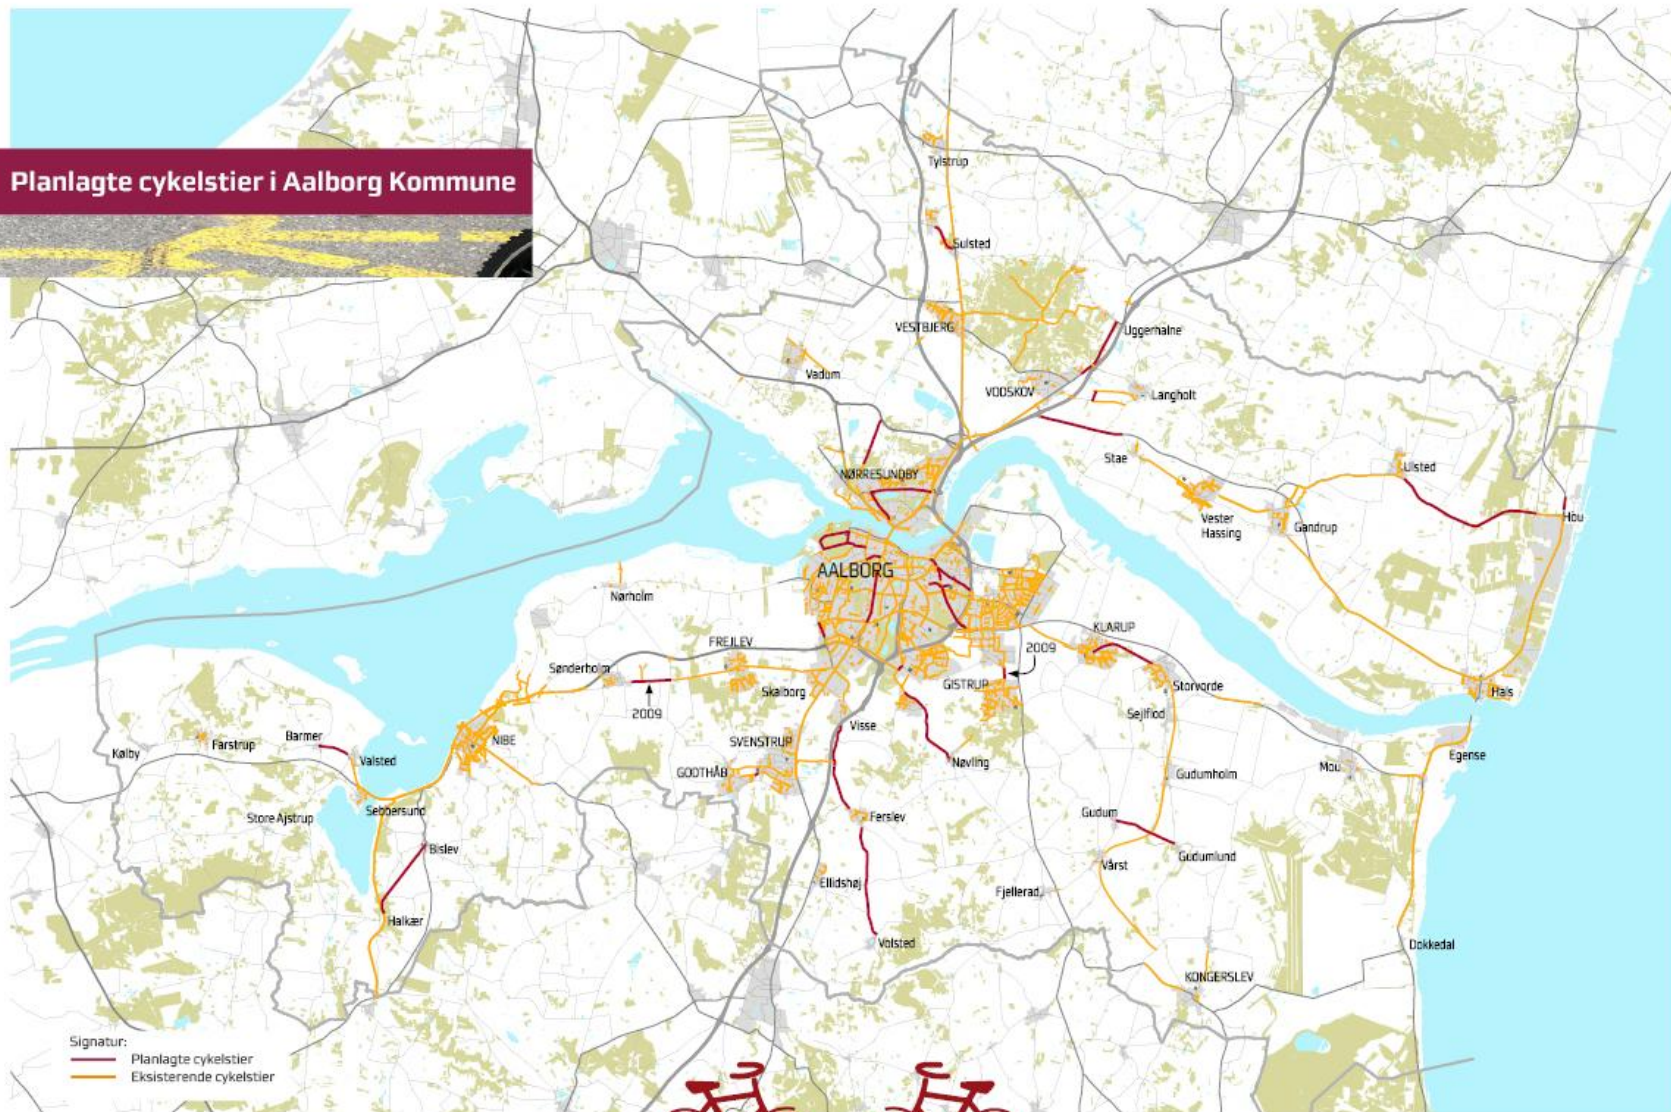 Planlagte cykelstier i Aalborg Kommune
Tylstrup
Sulsted
VESTBJERG
Uggerhalne
Vadum
VODSKOV
Langholt
NØRRESUNDBY
Stae
Ulsted
Vester
Hassing
Gandrup
Hou
AALBORG
Nørholm
KLARUP
FREJLEV
2009
Sønderholm
Skalborg
GISTRUP
Storvorde
Hals
2009
Sejlflod
Visse
Barmer
Farstrup
Kølby
Valsted
NIBE
SVENSTRUP
GODTHÅB
Nøvling
Egense
Mou
Gudumholm
Sebbersund
Store Ajstrup
Ferslev
Gudum
Bislev
Gudumlund
Vårst
Ellidshøj
Fjellerad
Halkær
Volsted
Dokkedal
KONGERSLEV
Signatur:
Planlagte cykelstier
Eksisterende cykelstier